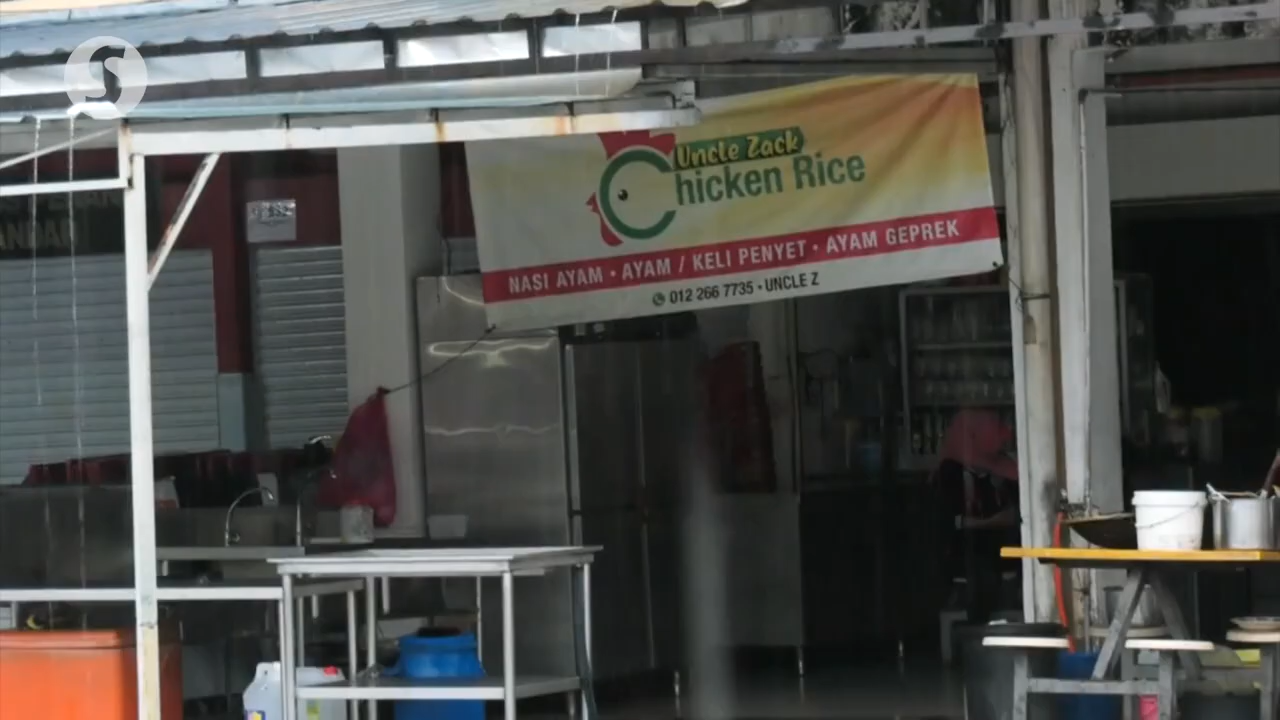 Uncle Zack
Chicken Rice
NASI AYAM • AYAM / KELI PENYET • AYAM GEPREK
012 266 7735 • UNCLE Z